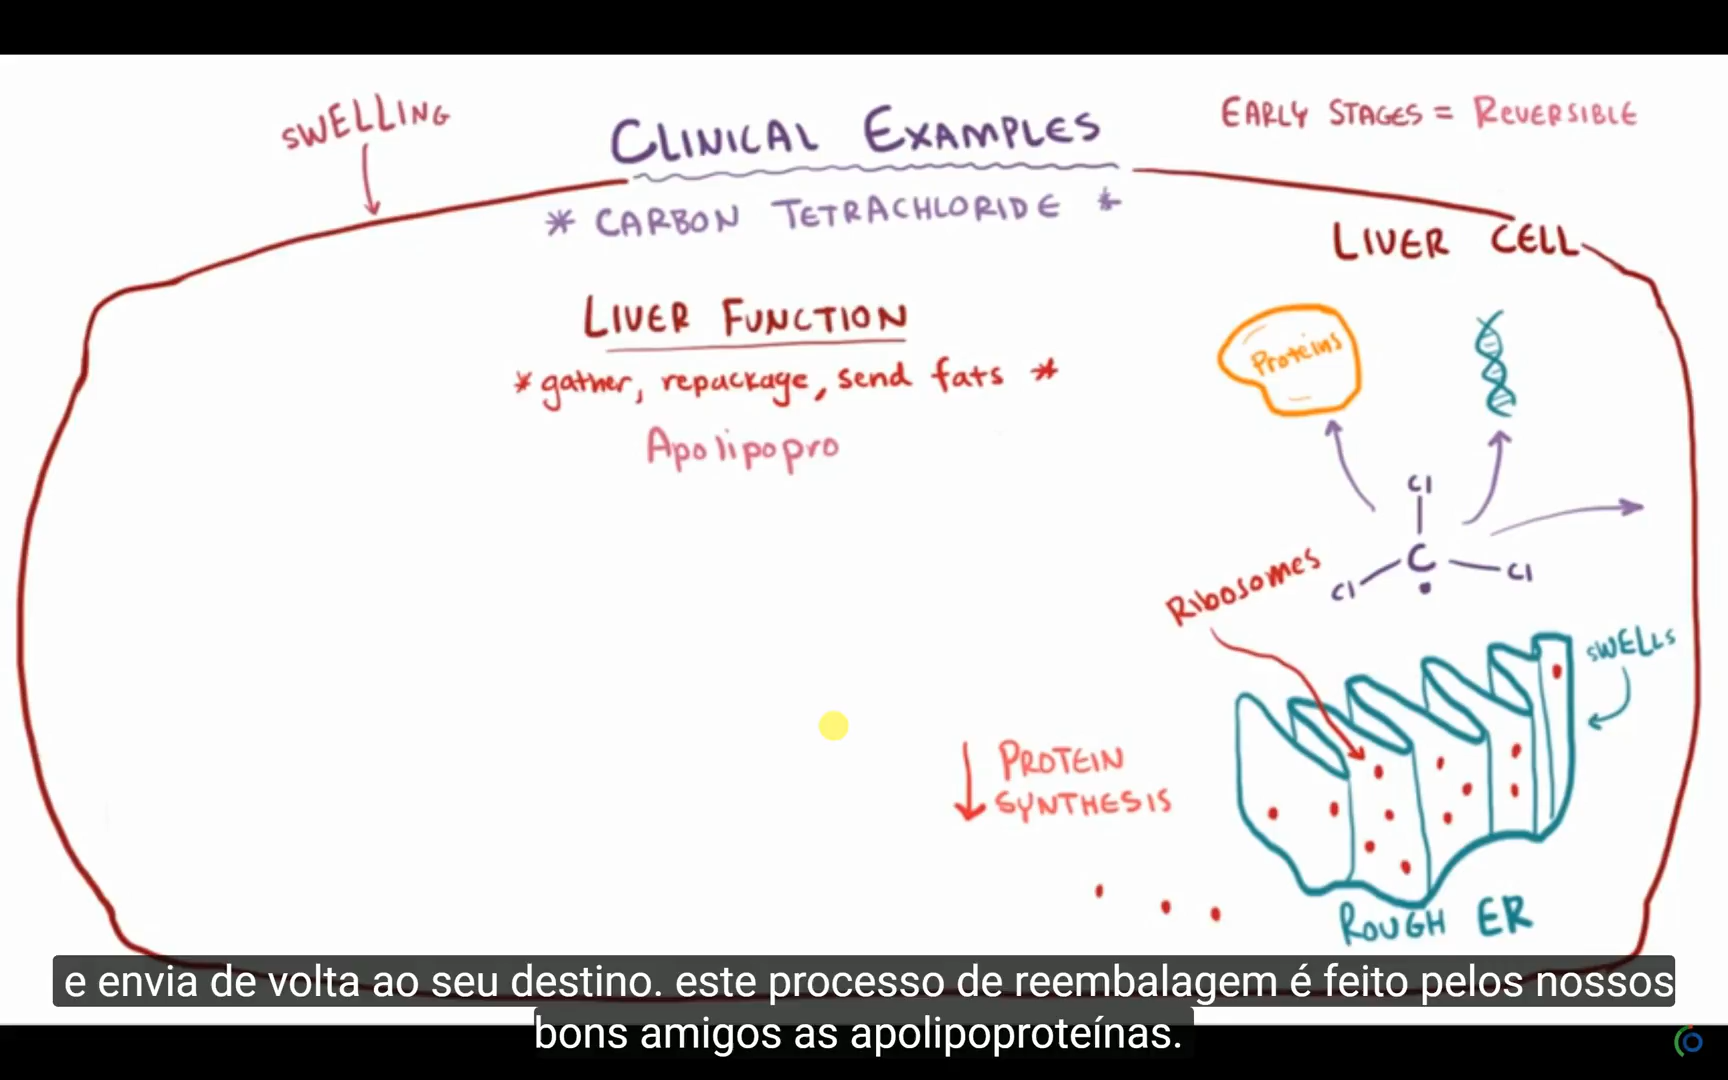 SWELLING
CLINICAL EXAMPLES
EARLY STAGES = REVERSIBLE
* CARBON TETRACHLORIDE *
LIVER CELL
LIVER FUNCTION
* gather, repackage, send fats *
Apolipopro
Proteins
Cl
C
Cl
Cl
Ribosomes
SWELLS
↓ PROTEIN
SYNTHESIS
ROUGH ER
e envia de volta ao seu destino. este processo de reembalagem é feito pelos nossos
bons amigos as apolipoproteínas.